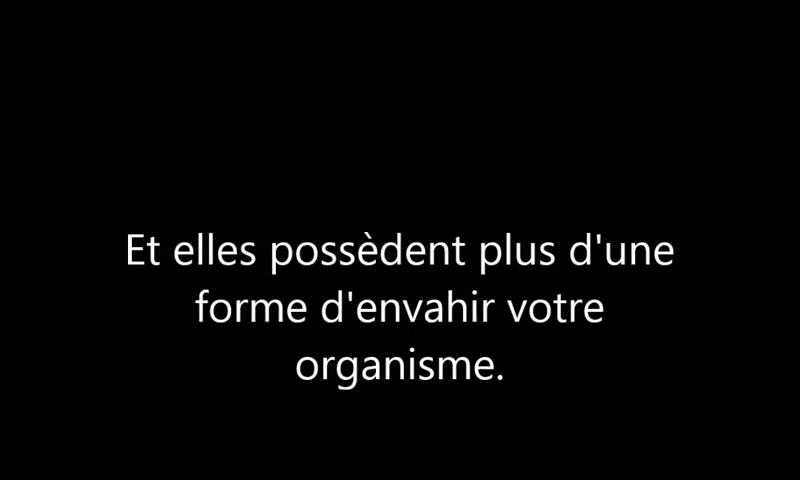 Et elles possèdent plus d'une
forme d'envahir votre
organisme.